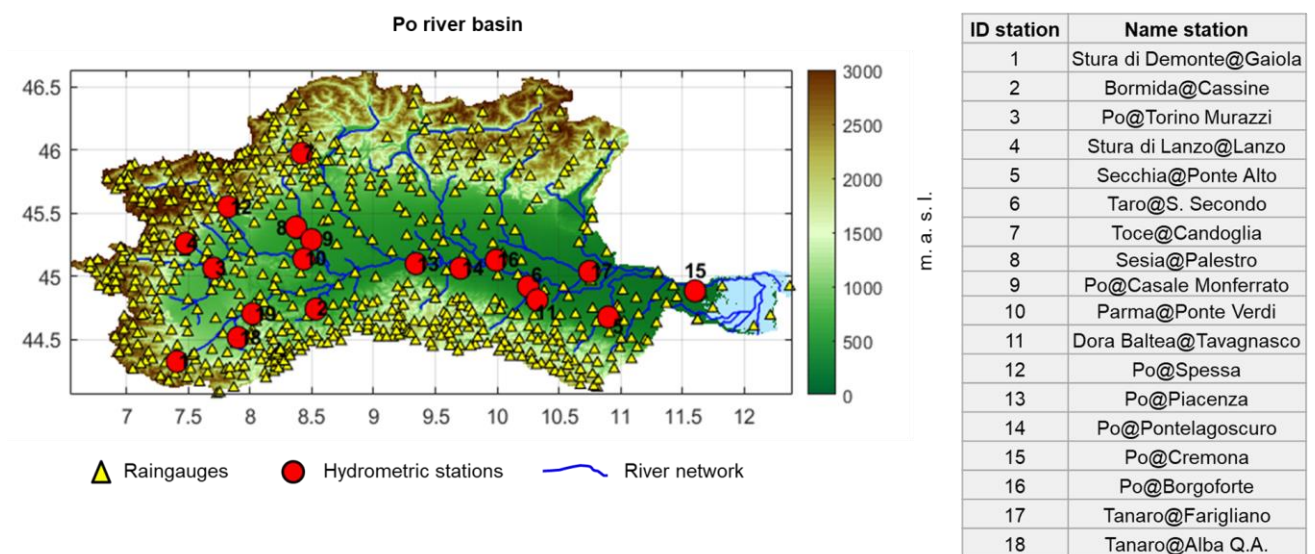 Po river basin
46.5
46
45.5
45
44.5
7
7.5
8
8.5
9
9.5
10
10.5
11
11.5
12
3000
2500
2000
1500
1000
500
0
m. a. s. l.
7
12
8
9
4
10
3
13
14
16
6
11
17
15
5
2
19
18
1
Raingauges
Hydrometric stations
River network
ID station Name station
1 Stura di Demonte@Gaiola
2 Bormida@Cassine
3 Po@Torino Murazzi
4 Stura di Lanzo@Lanzo
5 Secchia@Ponte Alto
6 Taro@S. Secondo
7 Toce@Candoglia
8 Sesia@Palestro
9 Po@Casale Monferrato
10 Parma@Ponte Verdi
11 Dora Baltea@Tavagnasco
12 Po@Spessa
13 Po@Piacenza
14 Po@Pontelagoscuro
15 Po@Cremona
16 Po@Borgoforte
17 Tanaro@Farigliano
18 Tanaro@Alba Q.A.